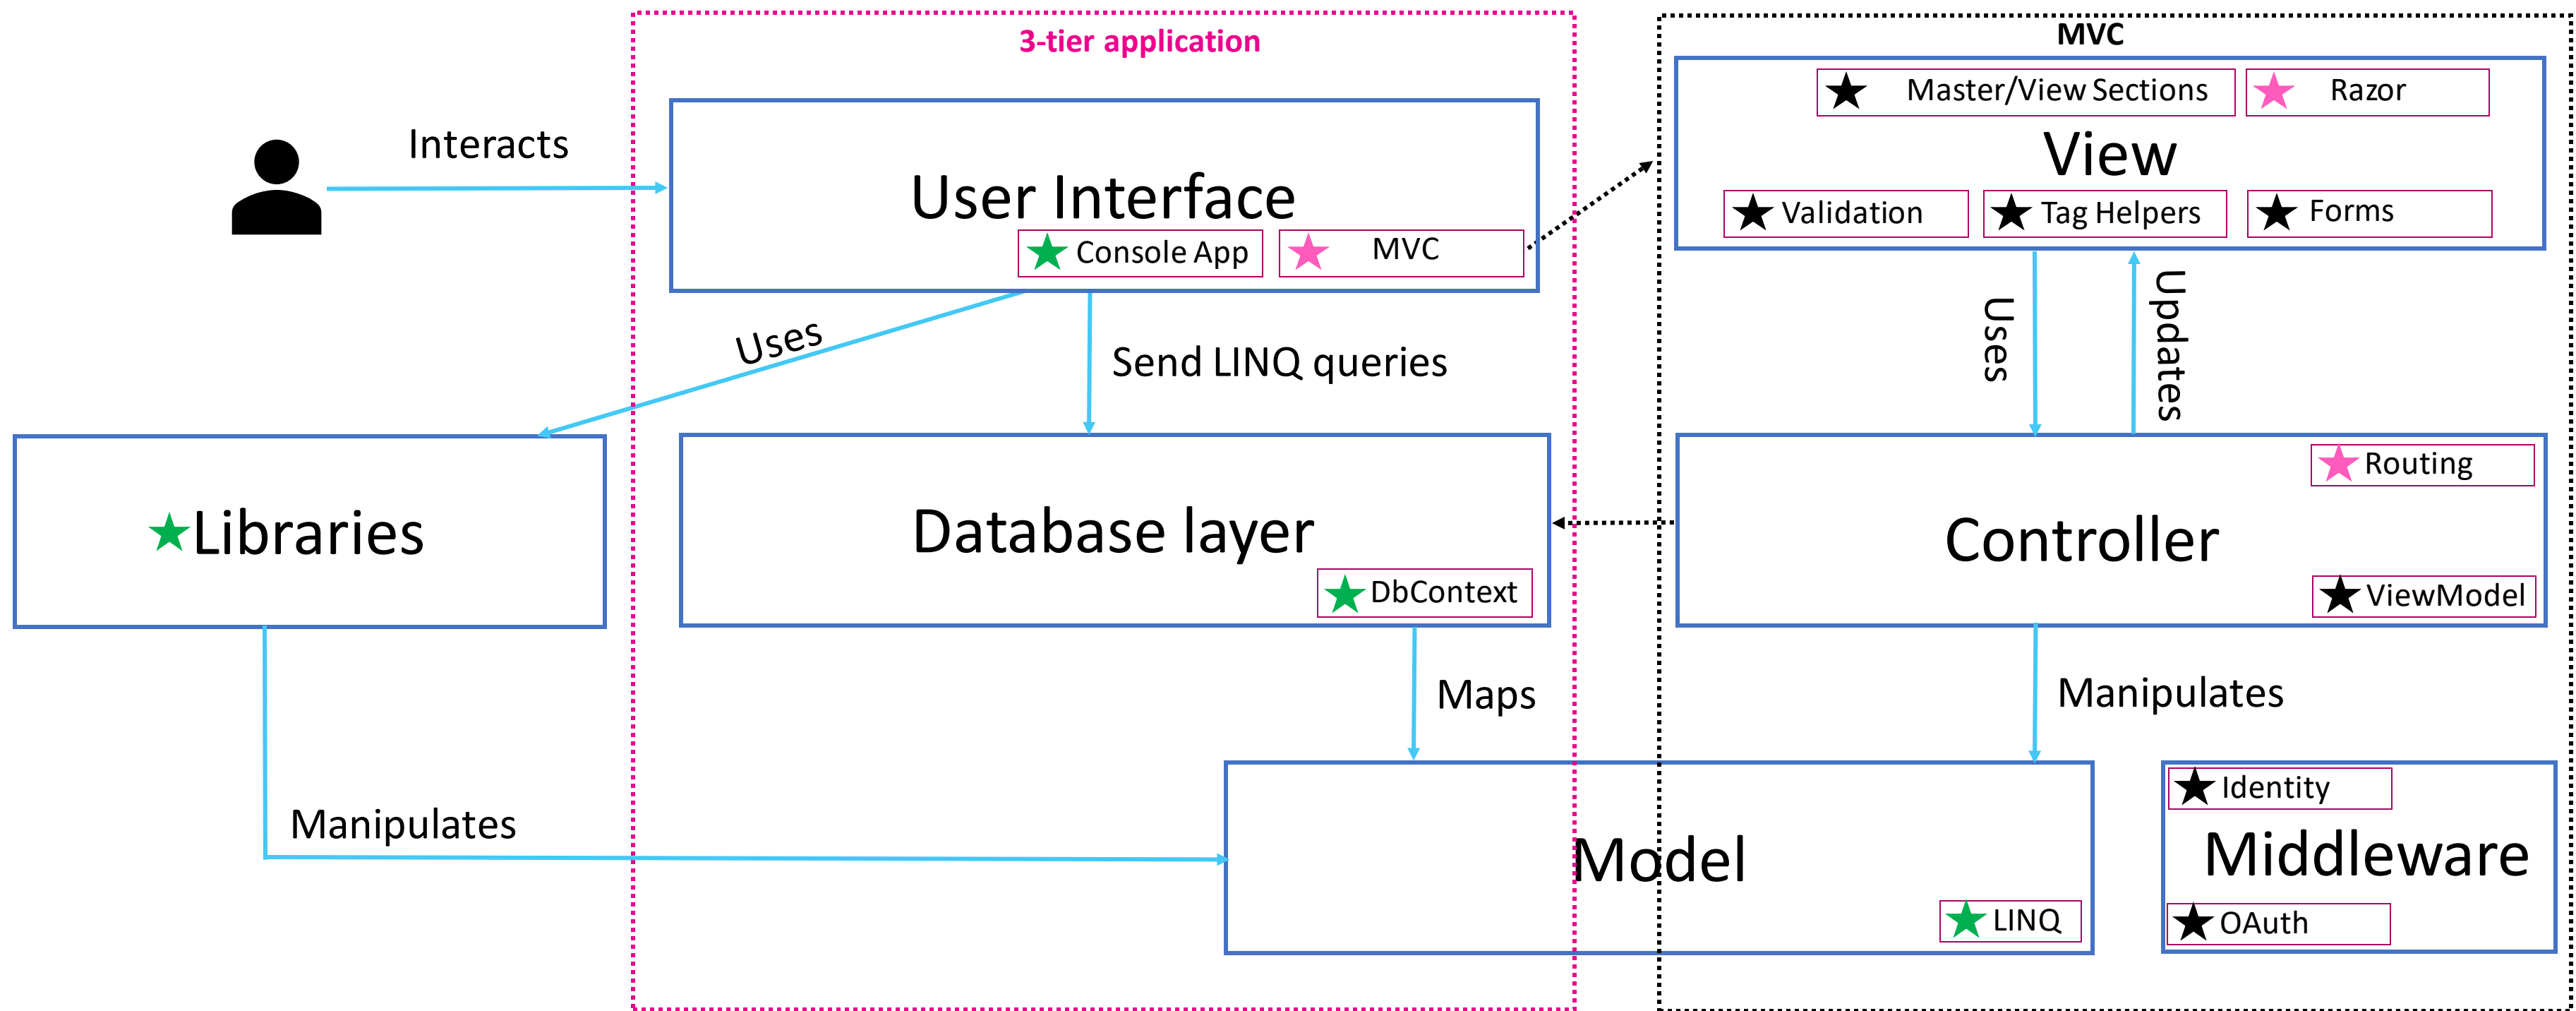 3-tier application
MVC
Master/View Sections
Razor
View
Validation
Tag Helpers
Forms
Interacts
User Interface
Console App
MVC
Uses
Send LINQ queries
Uses
Updates
Libraries
Database layer
DbContext
Routing
Controller
ViewModel
Maps
Manipulates
Manipulates
Model
LINQ
Identity
Middleware
OAuth